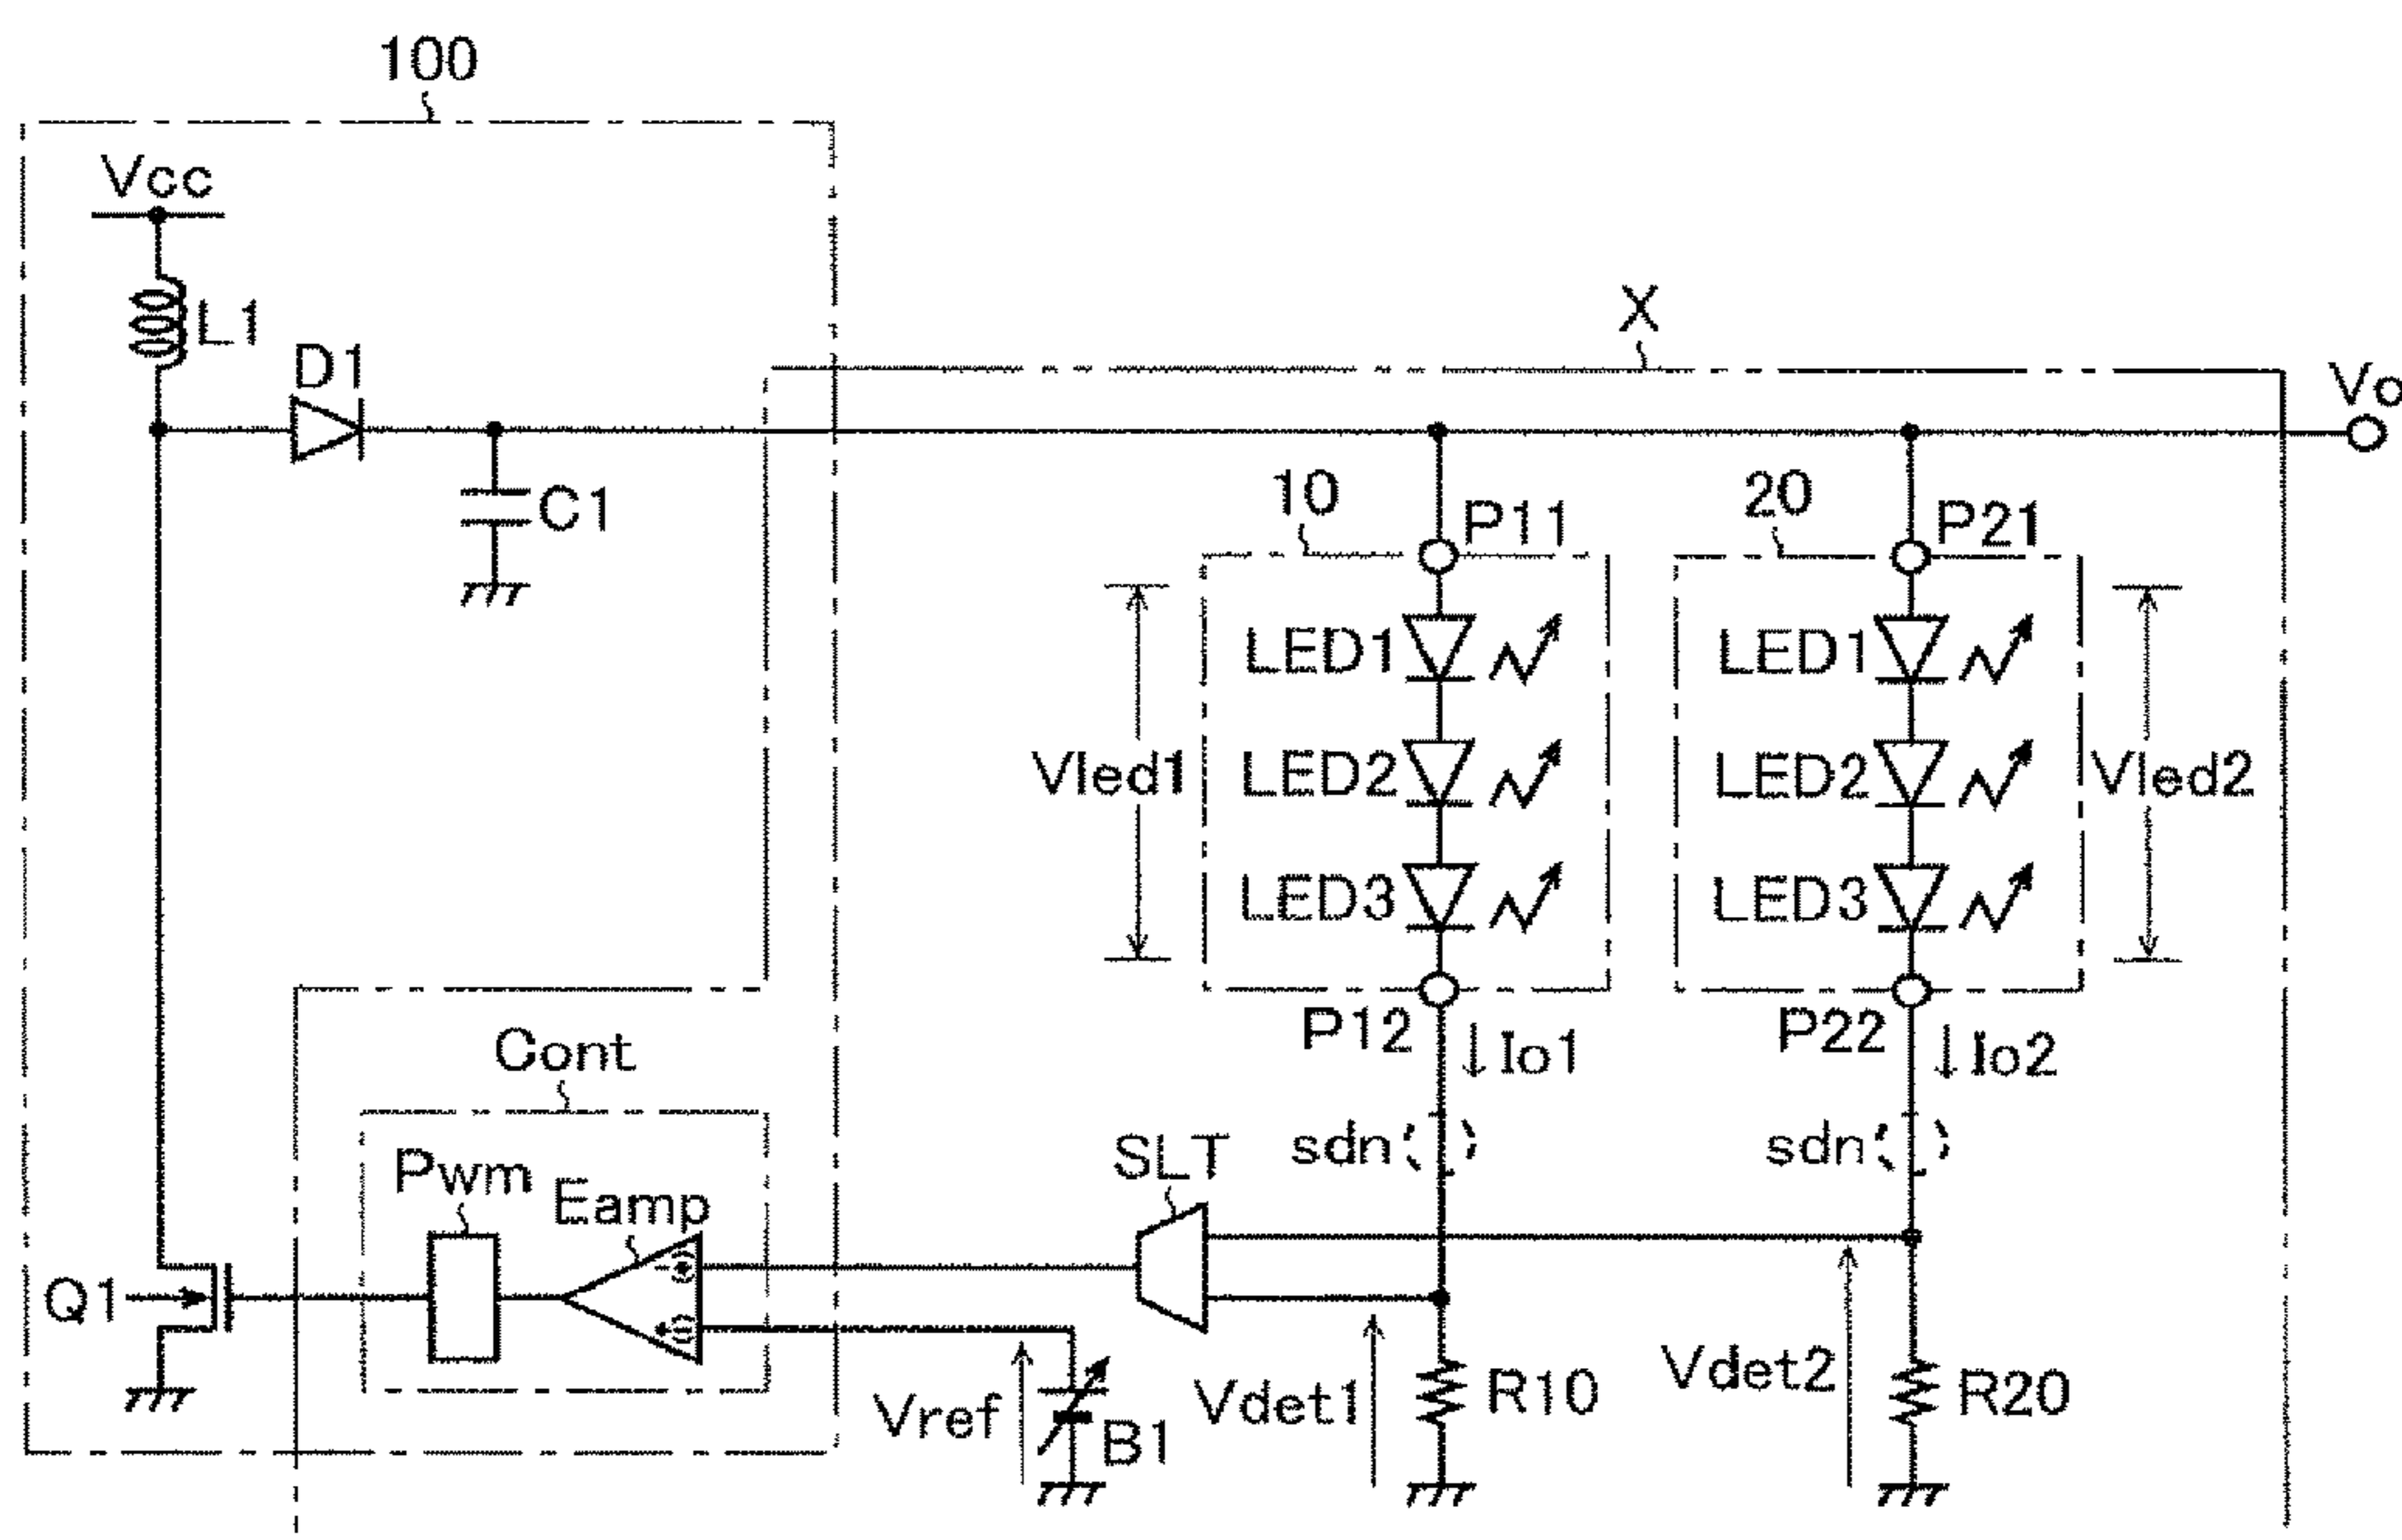 100
Vcc
L1
D1
C1
X
Vo
10
P11
20
P21
LED1
LED1
Vled1
LED2
LED2
Vled2
LED3
LED3
P12
Io1
P22
Io2
Cont
Pwm
Eamp
SLT
sdn
sdn
Q1
-
+
Vref
B1
Vdet1
R10
Vdet2
R20